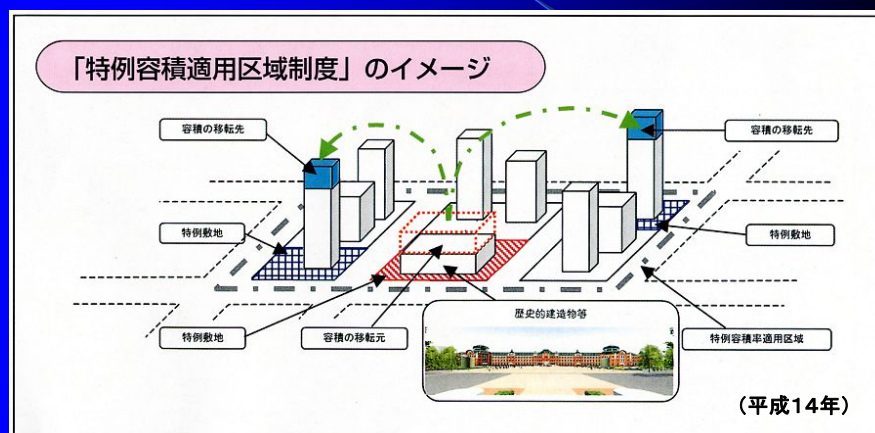 「特例容積適用区域制度」のイメージ
容積の移転先
容積の移転先
特例敷地
特例敷地
特例敷地
容積の移転元
歴史的建造物等
特例容積率適用区域
(平成14年)